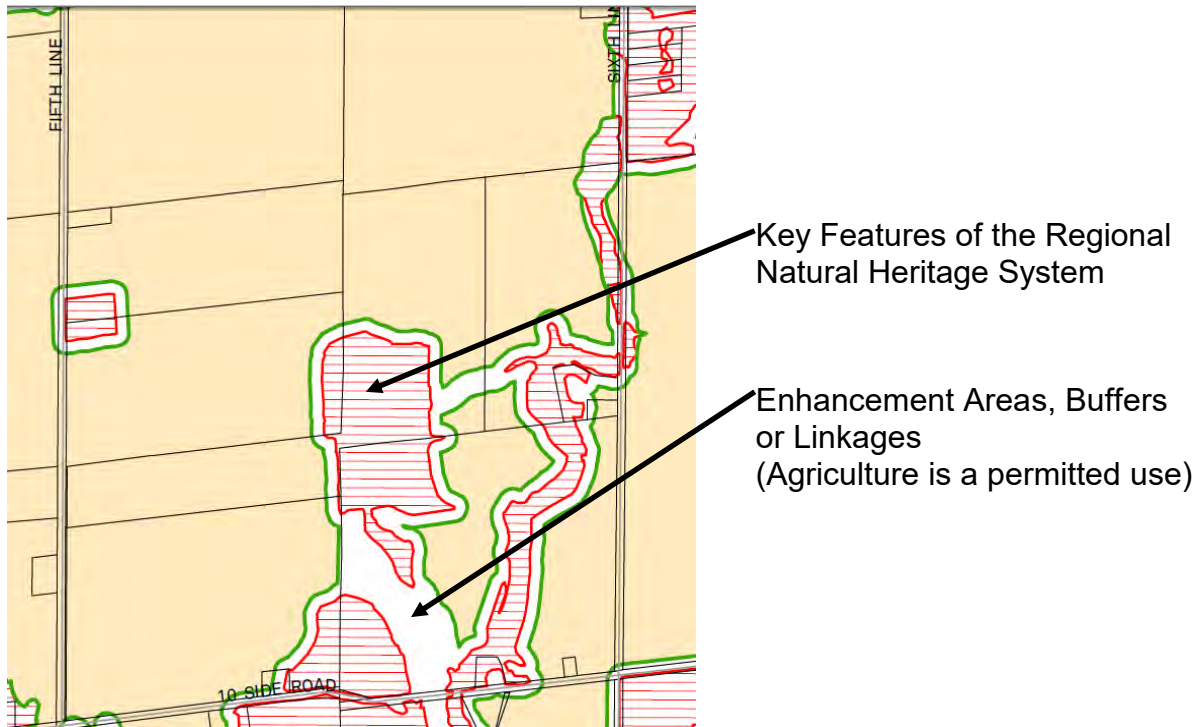 FIFTH LINE
SIXTH LIN
Key Features of the Regional
Natural Heritage System
Enhancement Areas, Buffers
or Linkages
(Agriculture is a permitted use)
10 SIDE ROAD